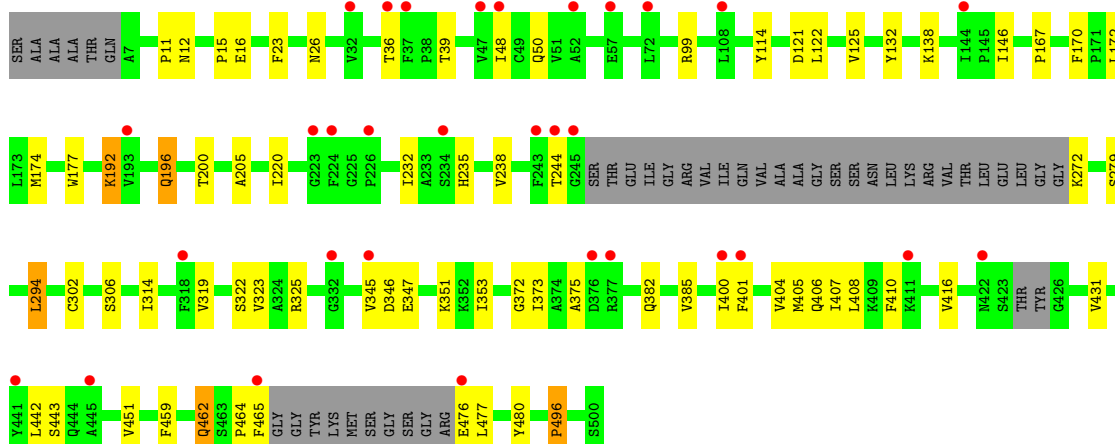 SER ALA ALA ALA THR GLN A7 P11 N12 P15 E16 F23 N26 V32 T36 F37 P38 T39 V47 I48 C49 Q50 V51 A52 E57 L72 R99 L108 Y114 D121 L122 V125 Y132 K138 I144 P145 I146 P167 F170 P171 L172
L173 M174 W177 K192 V193 Q196 T200 A205 I220 G223 F224 G225 P226 I232 A233 S234 H235 V238 F243 T244 G245 SER THR GLU ILE GLY ARG VAL ILE GLN VAL ALA ALA GLY SER SER ASN LEU LYS ARG VAL THR LEU GLU LEU GLY GLY K272 S279
L294 C302 S306 I314 F318 V319 S322 V323 A324 R325 G332 V345 D346 E347 K351 K352 I353 G372 I373 A374 A375 D376 R377 Q382 V385 I400 F401 V404 M405 Q406 I407 L408 K409 F410 K411 V416 N422 S423 THR TYR G426 V431
Y441 L442 S443 Q444 A445 V451 F459 Q462 S463 P464 F465 GLY GLY TYR LYS MET SER GLY SER GLY ARG E476 L477 Y480 P496 S500